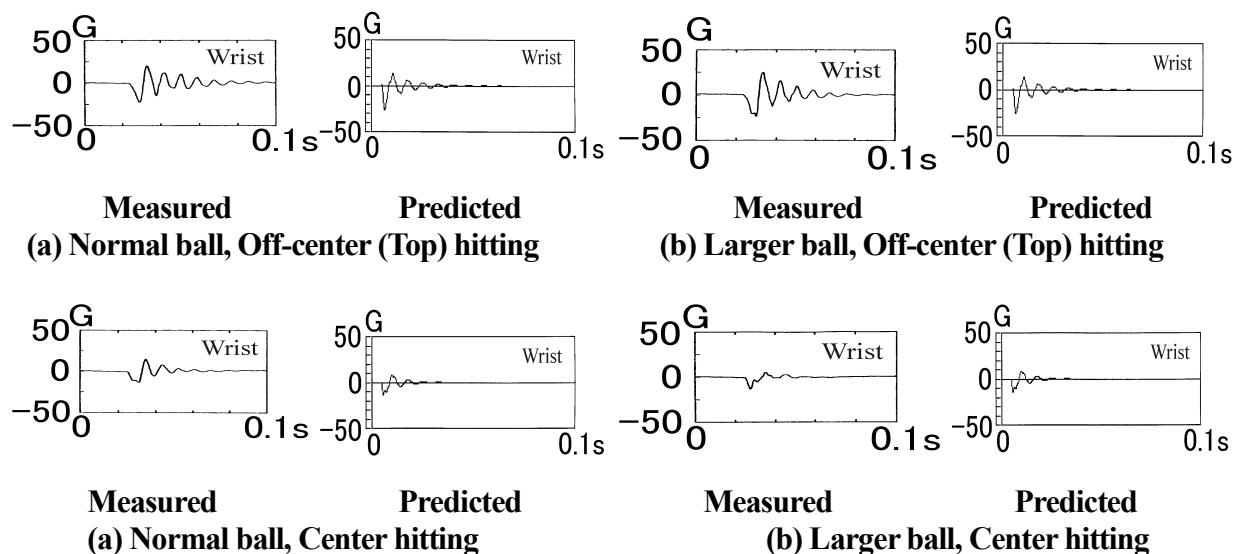 G
50
Wrist
0
−50
0
0.1s
G
50
Wrist
0
−50
0
0.1s
Measured
Predicted
(a) Normal ball, Off-center (Top) hitting
G
50
Wrist
0
−50
0
0.1s
G
50
Wrist
0
−50
0
0.1s
Measured
Predicted
(b) Larger ball, Off-center (Top) hitting
G
50
Wrist
0
−50
0
0.1s
G
50
Wrist
0
−50
0
0.1s
Measured
Predicted
(a) Normal ball, Center hitting
G
50
Wrist
0
−50
0
0.1s
G
50
Wrist
0
−50
0
0.1s
Measured
Predicted
(b) Larger ball, Center hitting